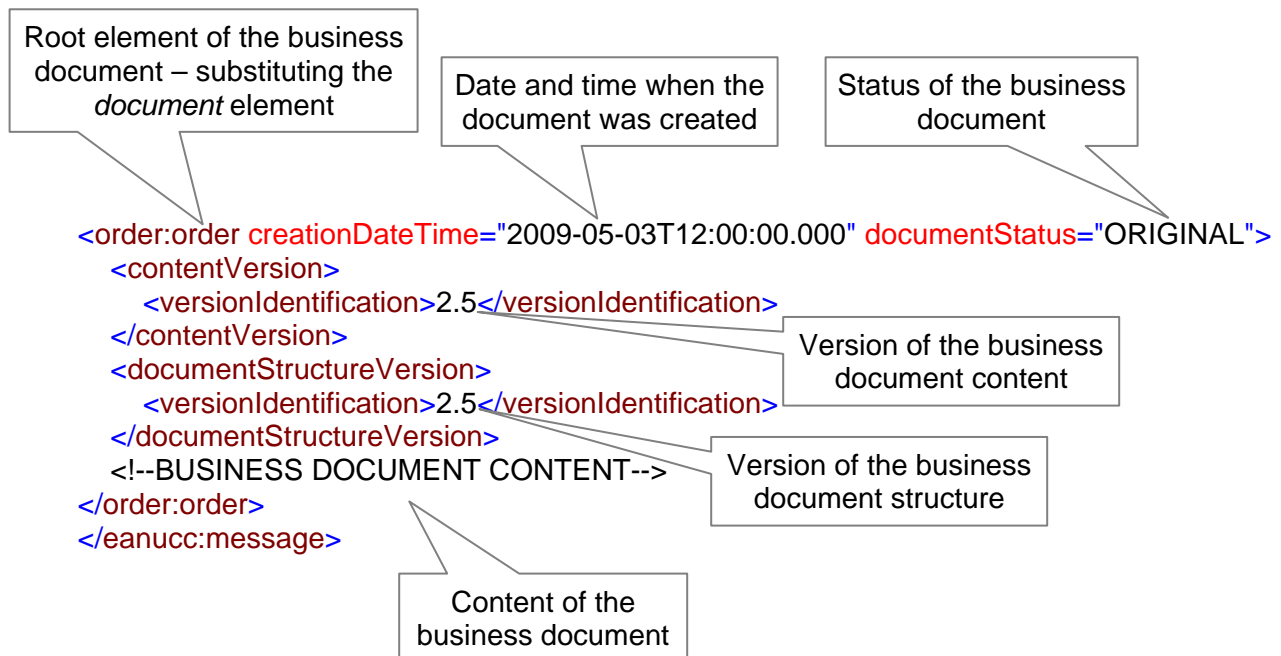 Root element of the business
document – substituting the
document element
Date and time when the
document was created
Status of the business
document
<order:order creationDateTime="2009-05-03T12:00:00.000" documentStatus="ORIGINAL">
<contentVersion>
<versionIdentification>2.5</versionIdentification>
</contentVersion>
Version of the business
document content
<documentStructureVersion>
<versionIdentification>2.5</versionIdentification>
</documentStructureVersion>
Version of the business
document structure
<!--BUSINESS DOCUMENT CONTENT-->
</order:order>
</eanucc:message>
Content of the
business document